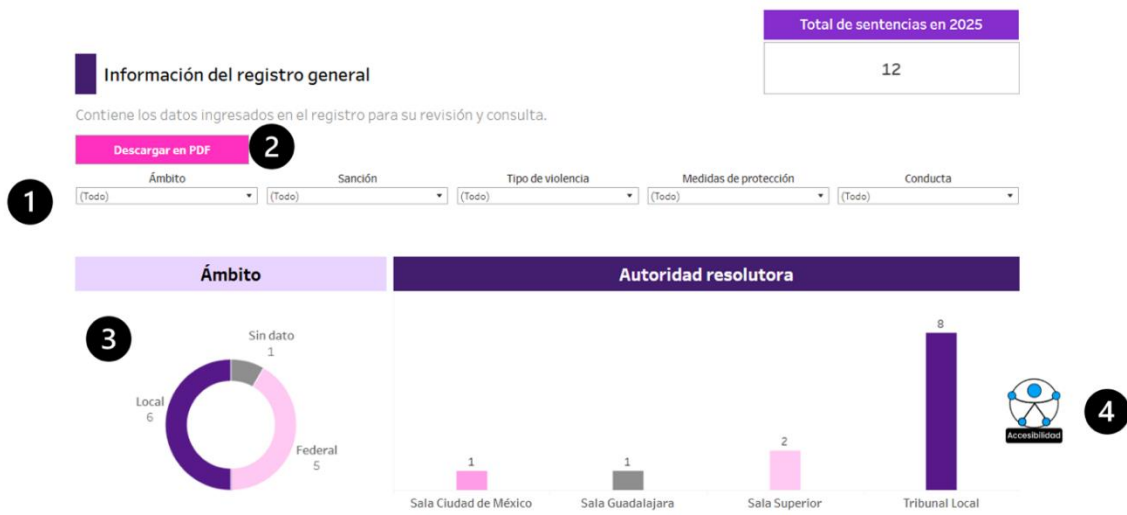 Total de sentencias en 2025
12
Información del registro general
Contiene los datos ingresados en el registro para su revisión y consulta.
Descargar en PDF
2
Ámbito Sanción Tipo de violencia Medidas de protección Conducta
1
(Todo) (Todo) (Todo) (Todo) (Todo)
Ámbito
Autoridad resolutora
3
Sin dato
1
Local
6
Federal
5
8
2
1
1
Sala Ciudad de México Sala Guadalajara Sala Superior Tribunal Local
Accesibilidad
4